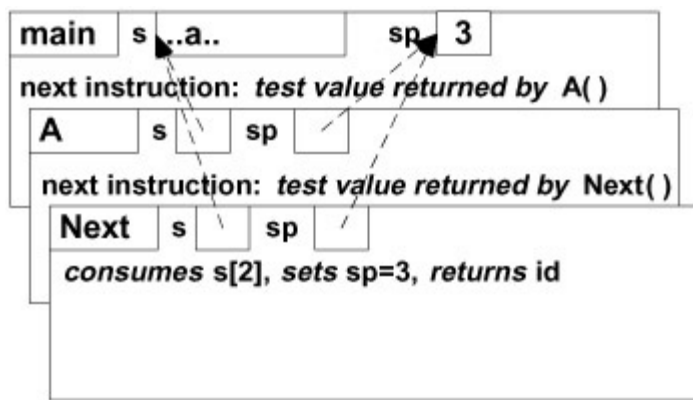 main s ..a.. sp 3
next instruction: test value returned by A( )
A s sp
next instruction: test value returned by Next( )
Next s sp
consumes s[2], sets sp=3, returns id